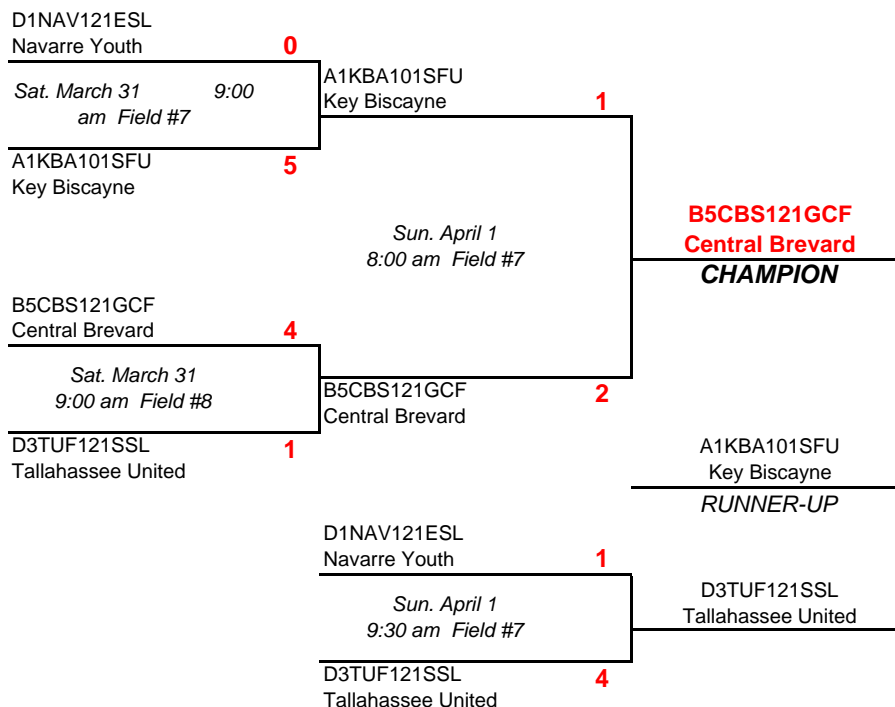 D1NAV121ESL
Navarre Youth
0
Sat. March 31 9:00
am Field #7
A1KBA101SFU
Key Biscayne
5
A1KBA101SFU
Key Biscayne
1
Sun. April 1
8:00 am Field #7
B5CBS121GCF
Central Brevard
CHAMPION
B5CBS121GCF
Central Brevard
4
Sat. March 31
9:00 am Field #8
D3TUF121SSL
Tallahassee United
1
B5CBS121GCF
Central Brevard
2
A1KBA101SFU
Key Biscayne
RUNNER-UP
D1NAV121ESL
Navarre Youth
1
Sun. April 1
9:30 am Field #7
D3TUF121SSL
Tallahassee United
4
D3TUF121SSL
Tallahassee United